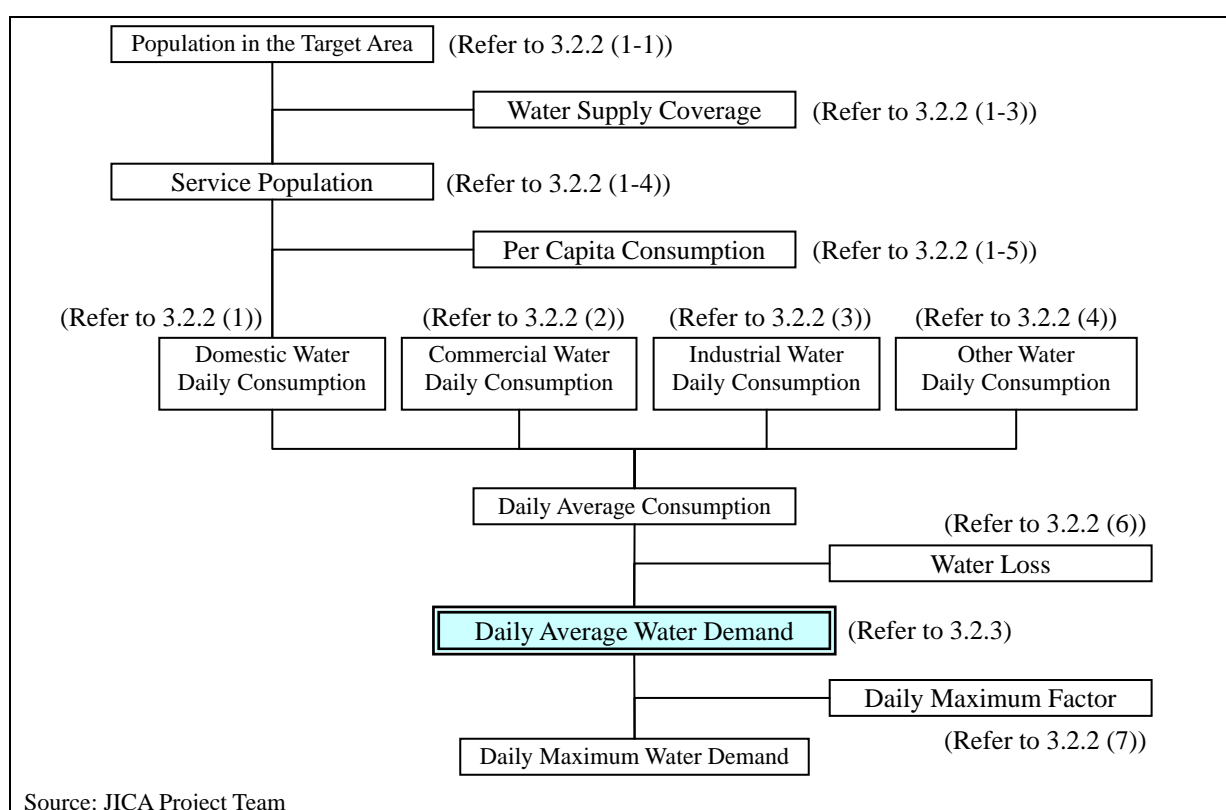 Population in the Target Area (Refer to 3.2.2 (1-1))
Water Supply Coverage (Refer to 3.2.2 (1-3))
Service Population (Refer to 3.2.2 (1-4))
Per Capita Consumption (Refer to 3.2.2 (1-5))
(Refer to 3.2.2 (1)) (Refer to 3.2.2 (2)) (Refer to 3.2.2 (3)) (Refer to 3.2.2 (4))
Domestic Water
Daily Consumption
Commercial Water
Daily Consumption
Industrial Water
Daily Consumption
Other Water
Daily Consumption
Daily Average Consumption
(Refer to 3.2.2 (6))
Water Loss
Daily Average Water Demand (Refer to 3.2.3)
Daily Maximum Factor
(Refer to 3.2.2 (7))
Daily Maximum Water Demand
Source: JICA Project Team